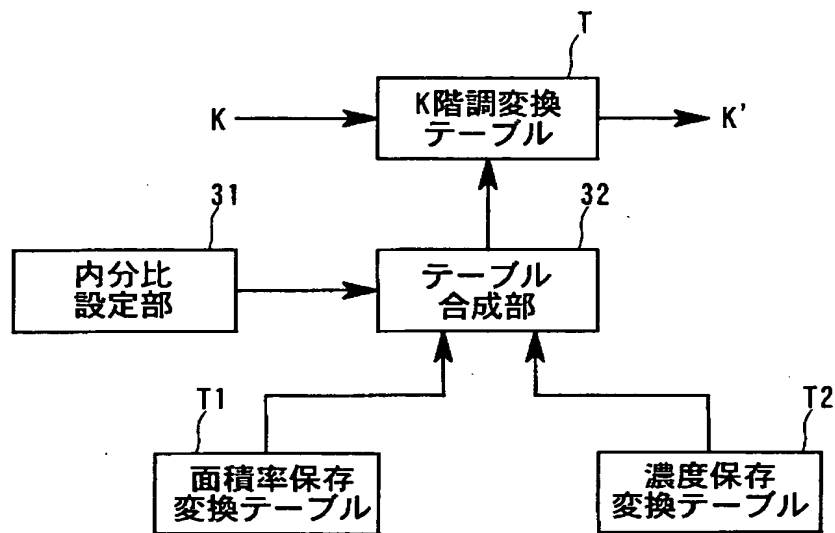 T
K
K階調変換
テーブル
K'
31
32
内分比
設定部
テーブル
合成部
T1
T2
面積率保存
変換テーブル
濃度保存
変換テーブル